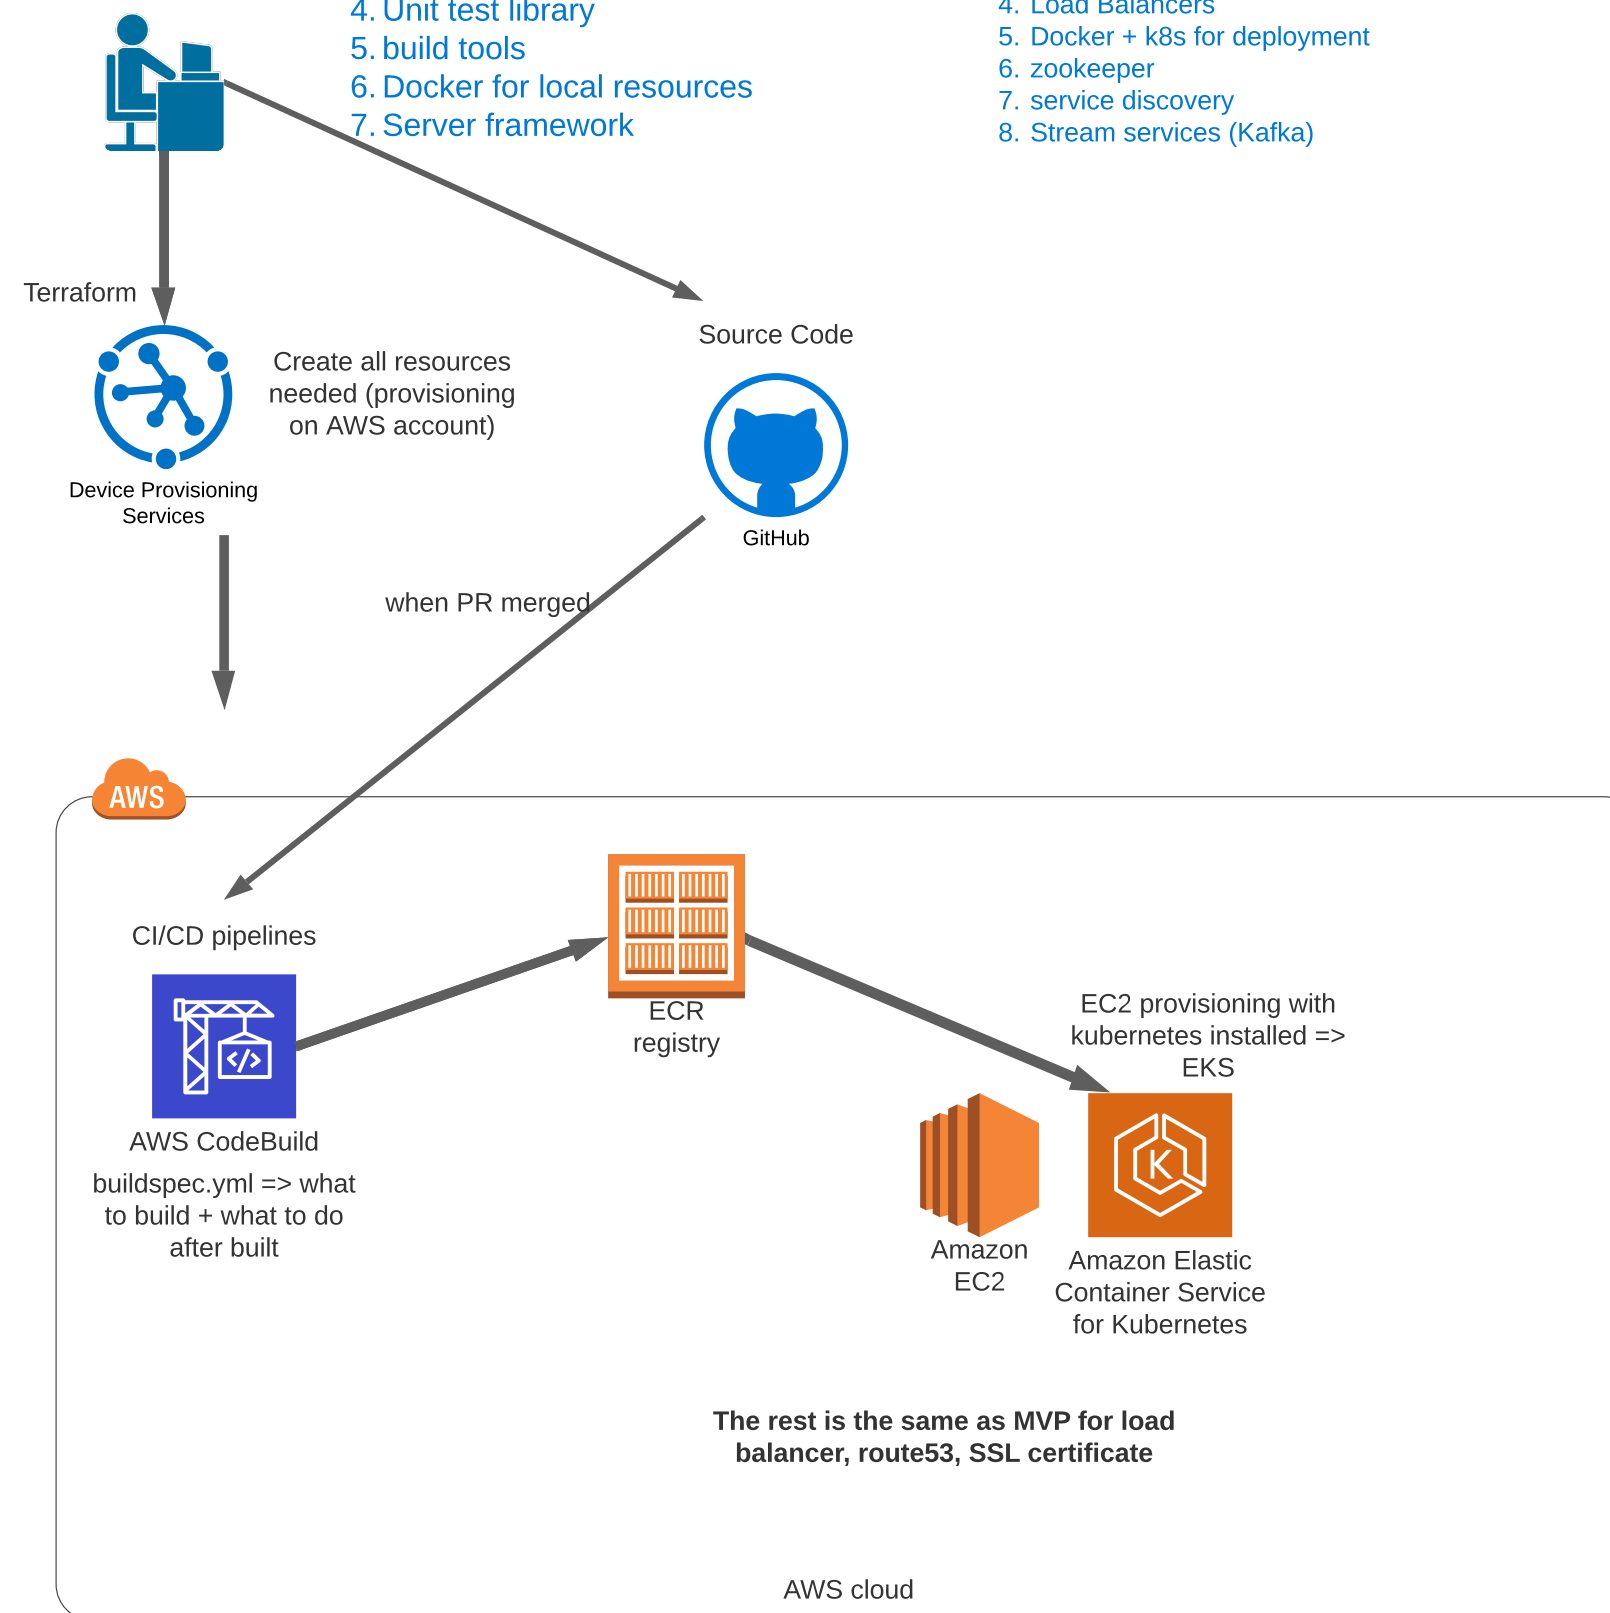 4. Unit test library
5. build tools
6. Docker for local resources
7. Server framework
4. Load Balancers
5. Docker + k8s for deployment
6. zookeeper
7. service discovery
8. Stream services (Kafka)
Terraform
Create all resources
needed (provisioning
on AWS account)
Device Provisioning
Services
Source Code
GitHub
when PR merged
AWS
CI/CD pipelines
AWS CodeBuild
buildspec.yml => what
to build + what to do
after built
ECR
registry
EC2 provisioning with
kubernetes installed =>
EKS
K
Amazon
EC2
Amazon Elastic
Container Service
for Kubernetes
The rest is the same as MVP for load
balancer, route53, SSL certificate
AWS cloud